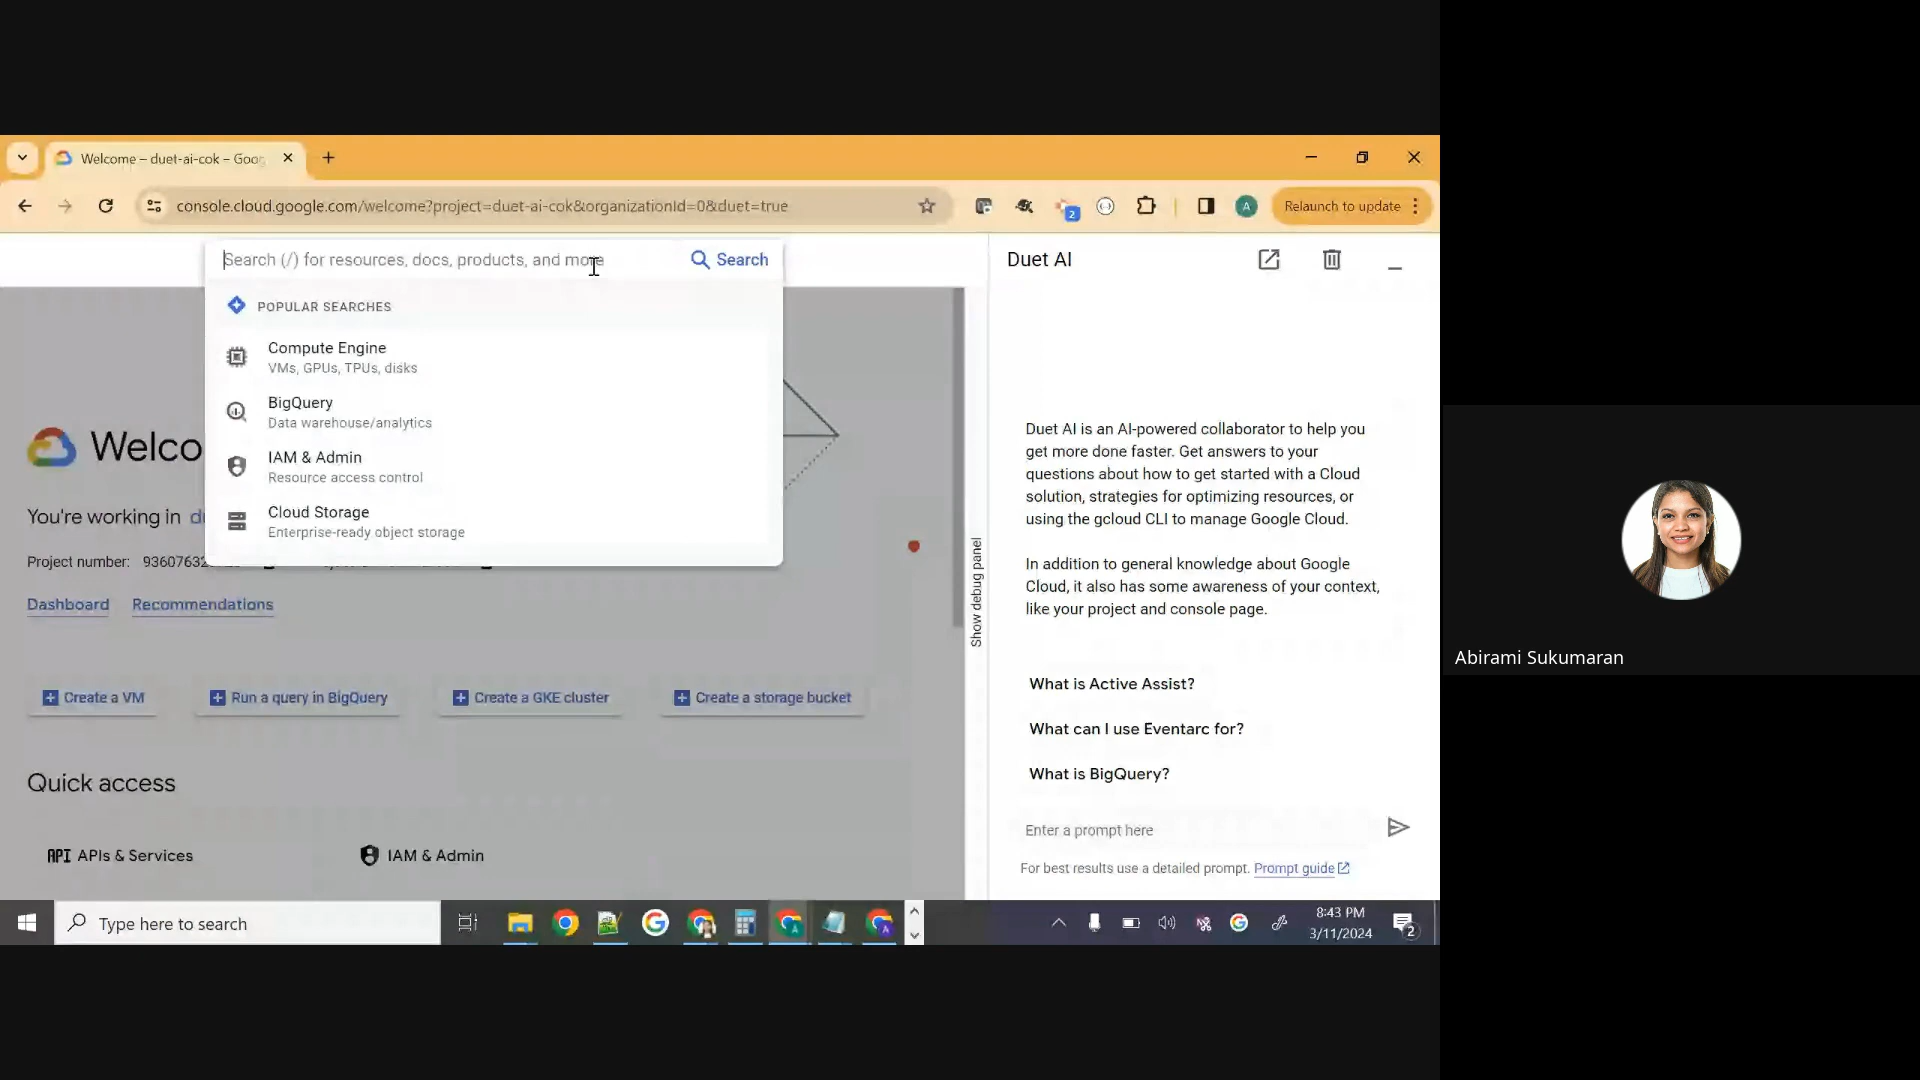 Welcome – duet-ai-cok – Goog
console.cloud.google.com/welcome?project=duet-ai-cok&organizationId=0&duet=true
2
A
Relaunch to update
Search (/) for resources, docs, products, and more
Search
POPULAR SEARCHES
Compute Engine
VMs, GPUs, TPUs, disks
BigQuery
Data warehouse/analytics
IAM & Admin
Resource access control
Cloud Storage
Enterprise-ready object storage
Welco
You're working in
Project number:
Dashboard
Recommendations
Create a VM
Run a query in BigQuery
Create a GKE cluster
Create a storage bucket
Quick access
API APIs & Services
IAM & Admin
Show debug panel
Duet AI
Duet AI is an AI-powered collaborator to help you
get more done faster. Get answers to your
questions about how to get started with a Cloud
solution, strategies for optimizing resources, or
using the gcloud CLI to manage Google Cloud.
In addition to general knowledge about Google
Cloud, it also has some awareness of your context,
like your project and console page.
What is Active Assist?
What can I use Eventarc for?
What is BigQuery?
Enter a prompt here
For best results use a detailed prompt. Prompt guide
Type here to search
8:43 PM
3/11/2024
2
Abirami Sukumaran